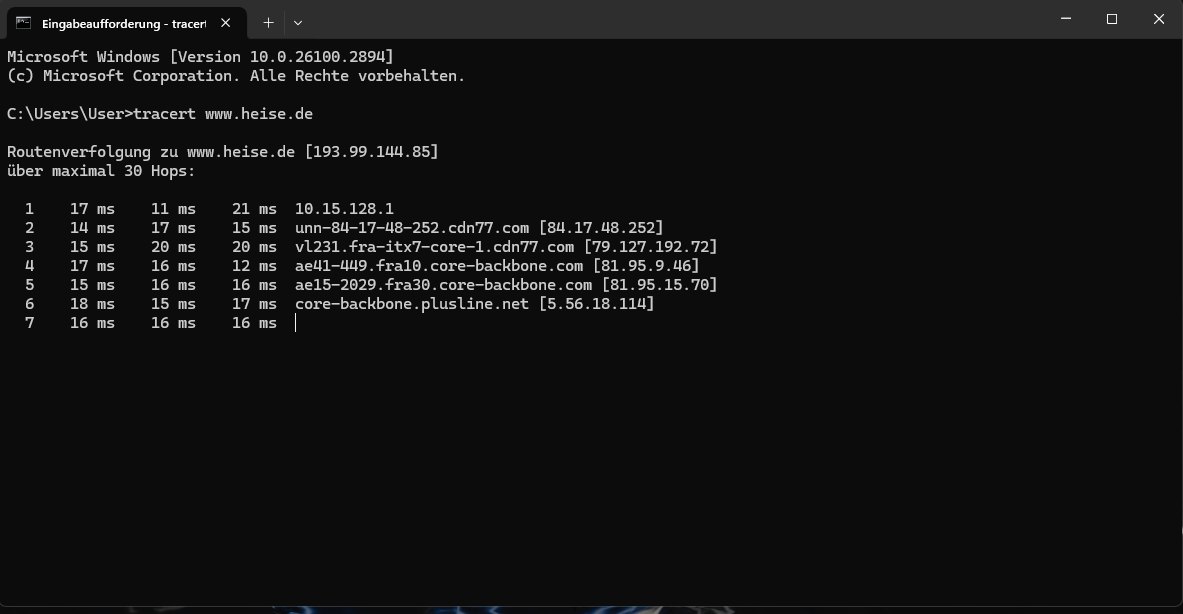 Eingabeaufforderung - tracert
Microsoft Windows [Version 10.0.26100.2894]
(c) Microsoft Corporation. Alle Rechte vorbehalten.
C:\Users\User>tracert www.heise.de
Routenverfolgung zu www.heise.de [193.99.144.85]
über maximal 30 Hops:
1 17 ms 11 ms 21 ms 10.15.128.1
2 14 ms 17 ms 15 ms unn-84-17-48-252.cdn77.com [84.17.48.252]
3 15 ms 20 ms 20 ms vl231.fra-itx7-core-1.cdn77.com [79.127.192.72]
4 17 ms 16 ms 12 ms ae41-449.fra10.core-backbone.com [81.95.9.46]
5 15 ms 16 ms 16 ms ae15-2029.fra30.core-backbone.com [81.95.15.70]
6 18 ms 15 ms 17 ms core-backbone.plusline.net [5.56.18.114]
7 16 ms 16 ms 16 ms